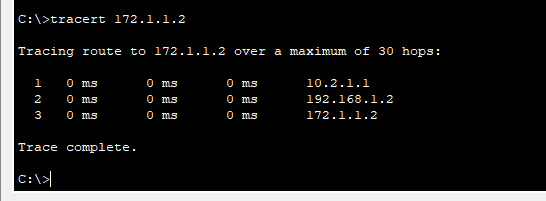 C:\>tracert 172.1.1.2
Tracing route to 172.1.1.2 over a maximum of 30 hops:
1 0 ms 0 ms 0 ms 10.2.1.1
2 0 ms 0 ms 0 ms 192.168.1.2
3 0 ms 0 ms 0 ms 172.1.1.2
Trace complete.
C:\>